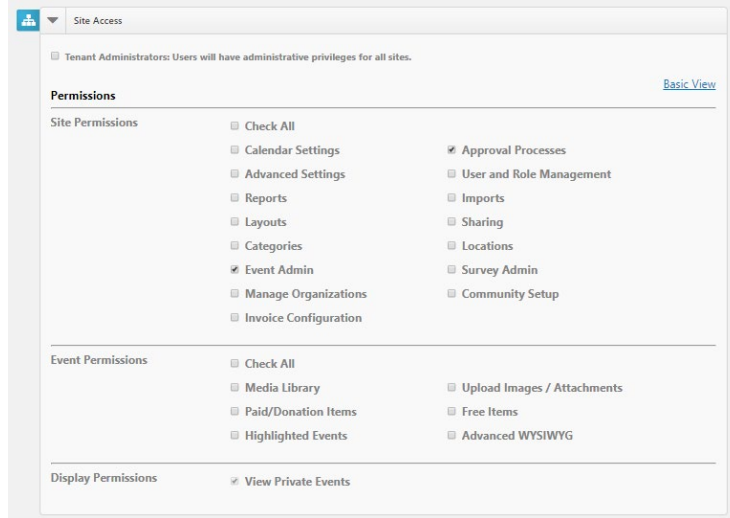 Site Access
Tenant Administrators: Users will have administrative privileges for all sites.
Basic View
Permissions
Site Permissions
Check All
Calendar Settings
Approval Processes
Advanced Settings
User and Role Management
Reports
Imports
Layouts
Sharing
Categories
Locations
Event Admin
Survey Admin
Manage Organizations
Community Setup
Invoice Configuration
Event Permissions
Check All
Media Library
Upload Images / Attachments
Paid/Donation Items
Free Items
Highlighted Events
Advanced WYSIWYG
Display Permissions
View Private Events